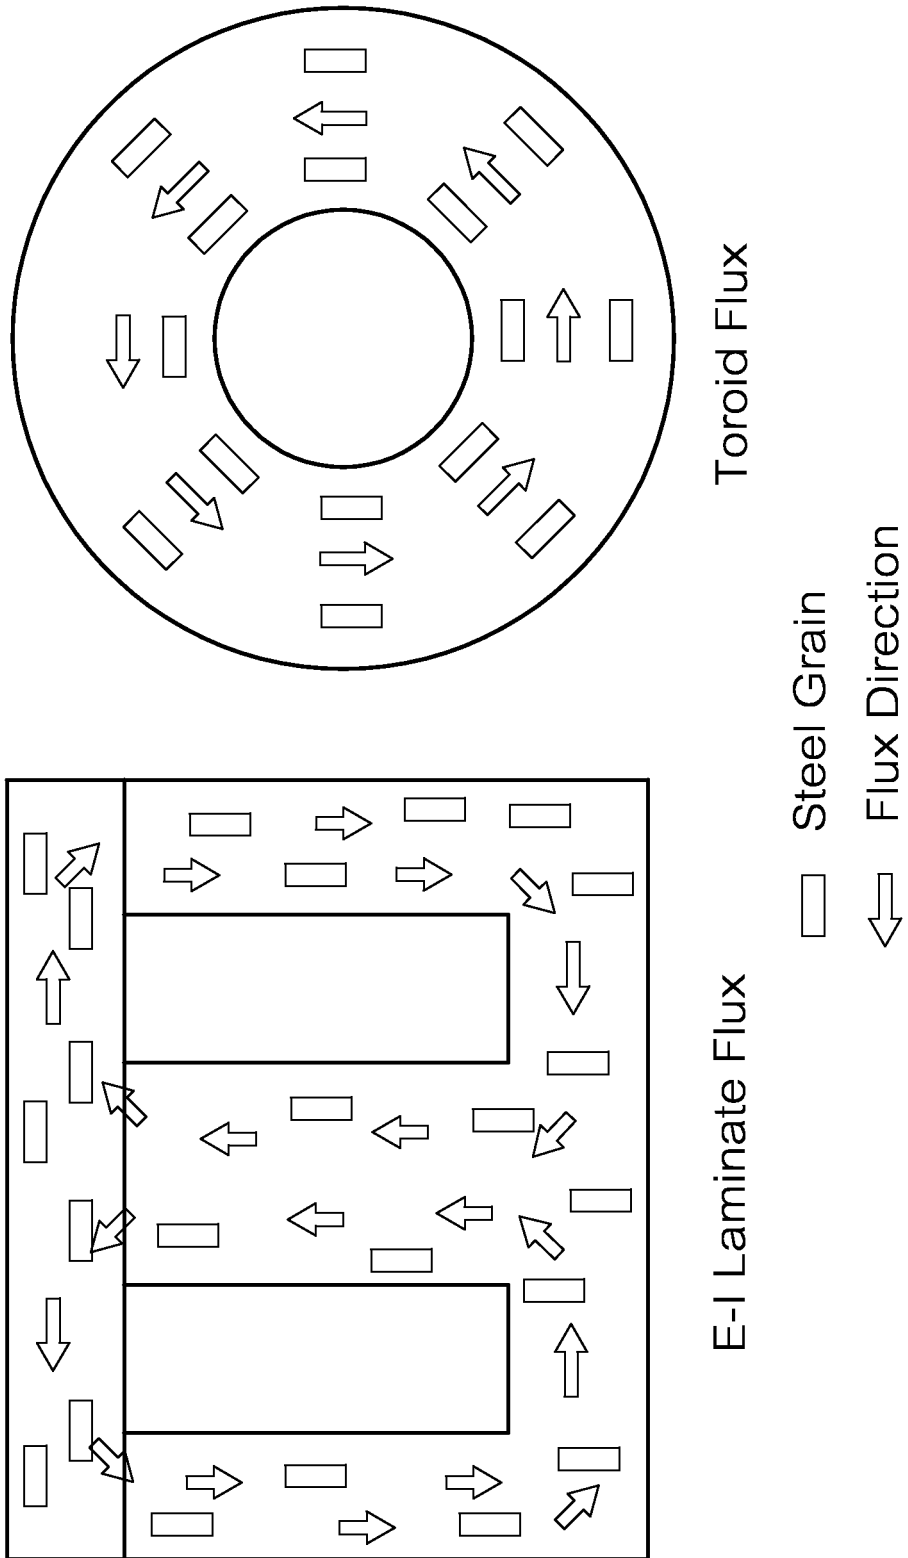 E-I Laminate Flux
Toroid Flux
Steel Grain
Flux Direction